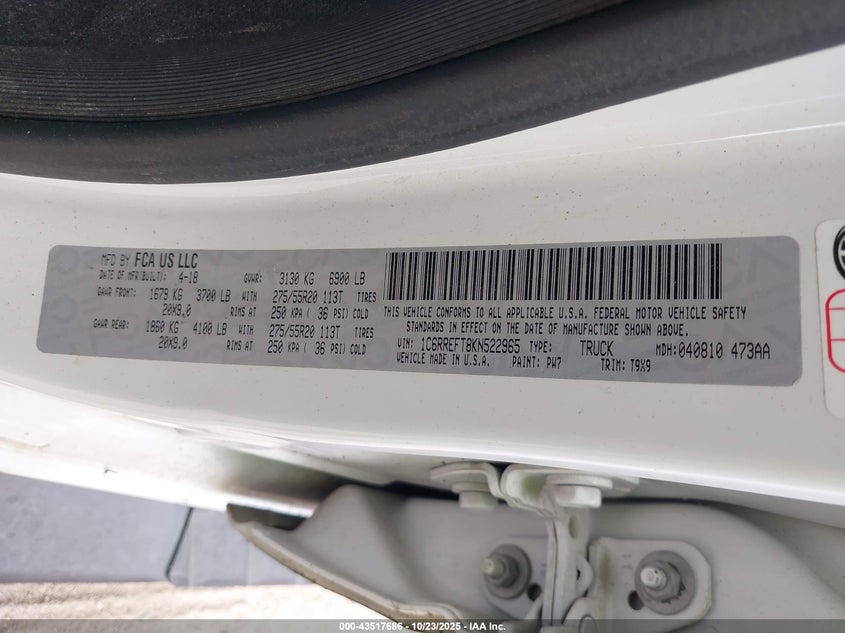 MFD BY FCA US LLC
DATE OF MFR(BUILT): 4-18 GVWR: 3130 KG 6900 LB
GAWR FRONT: 1679 KG 3700 LB WITH 275/55R20 113T TIRES
20X9.0 RIMS AT 250 KPA ( 36 PSI) COLD
GAWR REAR: 1860 KG 4100 LB WITH 275/55R20 113T TIRES
20X9.0 RIMS AT 250 KPA ( 36 PSI) COLD
THIS VEHICLE CONFORMS TO ALL APPLICABLE U.S.A. FEDERAL MOTOR VEHICLE SAFETY
STANDARDS IN EFFECT ON THE DATE OF MANUFACTURE SHOWN ABOVE.
VIN: 1C6RREFT8KN522965 TYPE: TRUCK MDH:040810 473AA
VEHICLE MADE IN U.S.A. PAINT: PW7 TRIM: T9X9
000-43517686 - 10/23/2025 - IAA Inc.